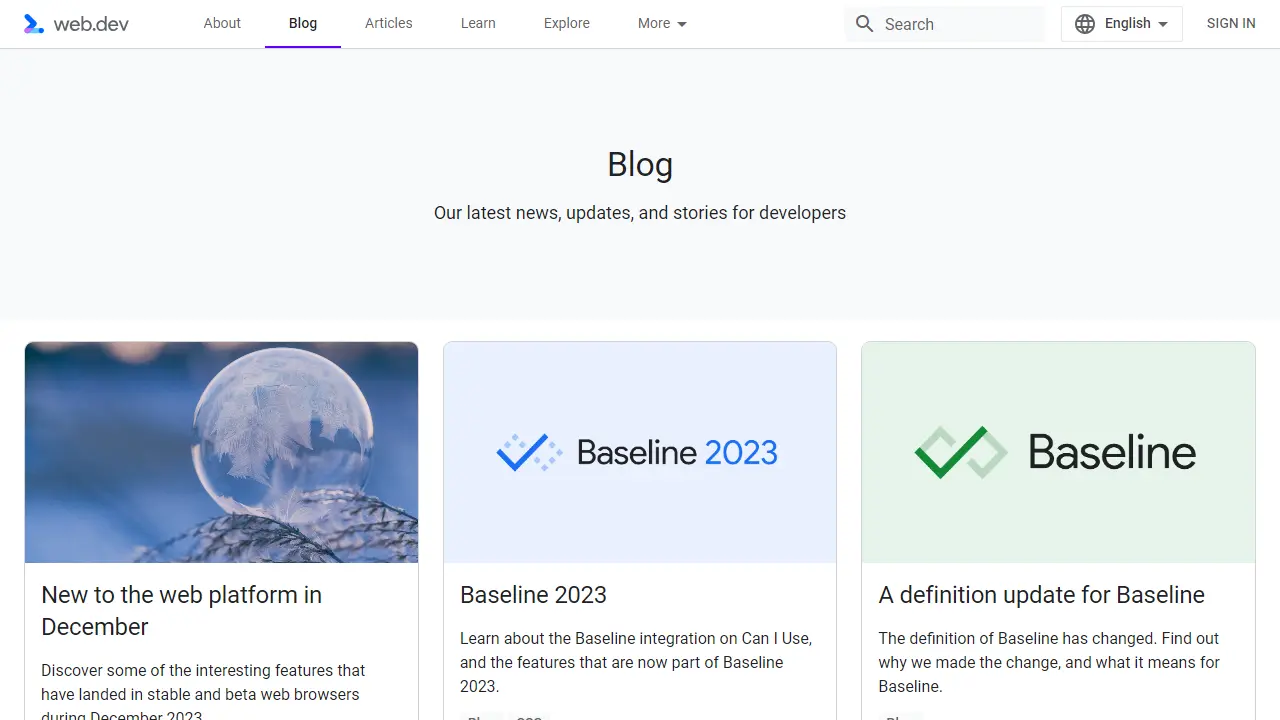 web.dev
About
Blog
Articles
Learn
Explore
More
Search
English
SIGN IN
Blog
Our latest news, updates, and stories for developers
Baseline 2023
Baseline
New to the web platform in
December
Discover some of the interesting features that
have landed in stable and beta web browsers
during December 2023.
Baseline 2023
Learn about the Baseline integration on Can I Use,
and the features that are now part of Baseline
2023.
A definition update for Baseline
The definition of Baseline has changed. Find out
why we made the change, and what it means for
Baseline.